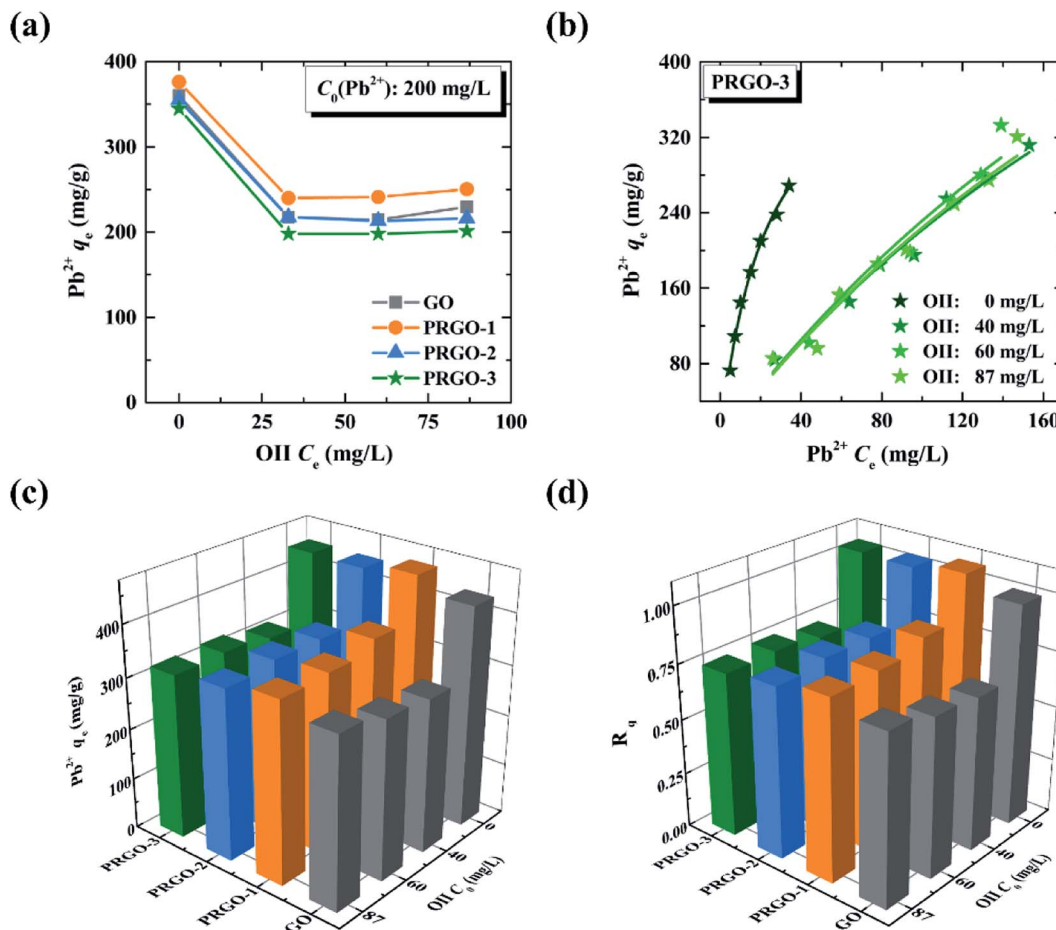 (a)
400
300
200
100
0
Pb²⁺ qₑ (mg/g)
C₀(Pb²⁺): 200 mg/L
GO
PRGO-1
PRGO-2
PRGO-3
0 25 50 75 100
OII Cₑ (mg/L)
(b)
400
320
240
160
80
Pb²⁺ qₑ (mg/g)
PRGO-3
OII: 0 mg/L
OII: 40 mg/L
OII: 60 mg/L
OII: 87 mg/L
0 40 80 120 160
Pb²⁺ Cₑ (mg/L)
(c)
400
300
200
100
0
Pb²⁺ qₑ (mg/g)
PRGO-3
PRGO-2
PRGO-1
GO
0
40
60
87
OII C₀ (mg/L)
(d)
1.00
0.75
0.50
0.25
0.00
R q
PRGO-3
PRGO-2
PRGO-1
GO
0
40
60
87
OII C₀ (mg/L)